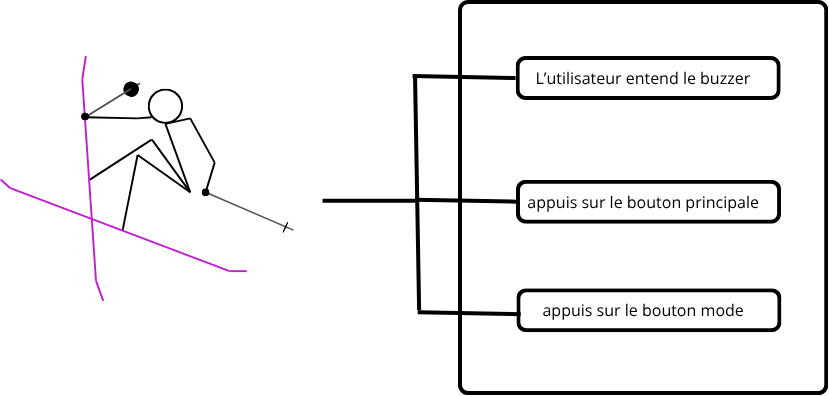 L’utilisateur entend le buzzer
appuis sur le bouton principale
appuis sur le bouton mode